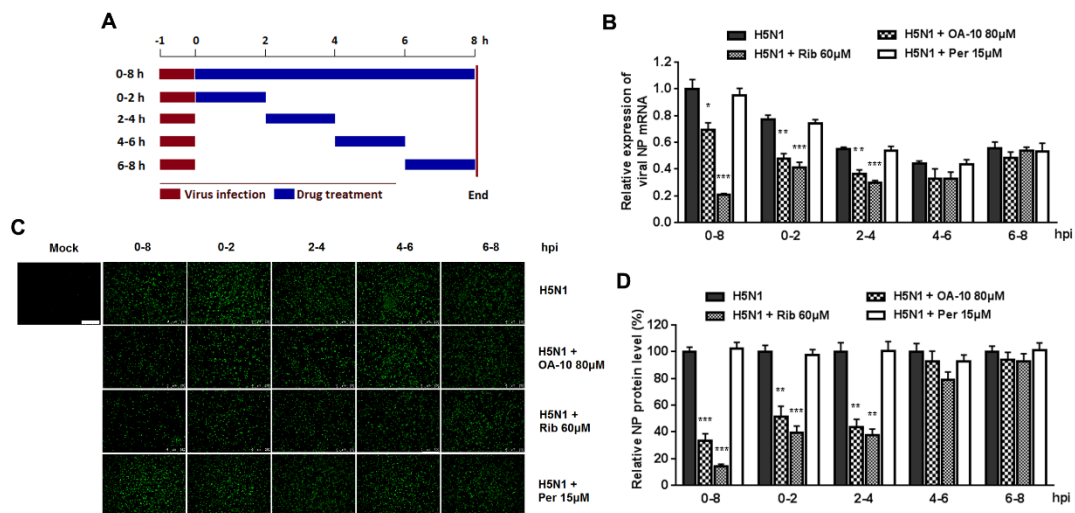 A
-1 0 2 4 6 8 h
0-8 h
0-2 h
2-4 h
4-6 h
6-8 h
Virus infection Drug treatment End
B
H5N1 H5N1 + OA-10 80µM
H5N1 + Rib 60µM H5N1 + Per 15µM
Relative expression of
viral NP mRNA
1.2
1.0
0.8
0.6
0.4
0.2
0.0
* *** ** *** ** ***
0-8 0-2 2-4 4-6 6-8 hpi
C
Mock 0-8 0-2 2-4 4-6 6-8 hpi
H5N1
H5N1 +
OA-10 80µM
H5N1 +
Rib 60µM
H5N1 +
Per 15µM
D
H5N1 H5N1 + OA-10 80µM
H5N1 + Rib 60µM H5N1 + Per 15µM
Relative NP protein level (%)
120
100
80
60
40
20
0
*** *** ** *** ** **
0-8 0-2 2-4 4-6 6-8 hpi